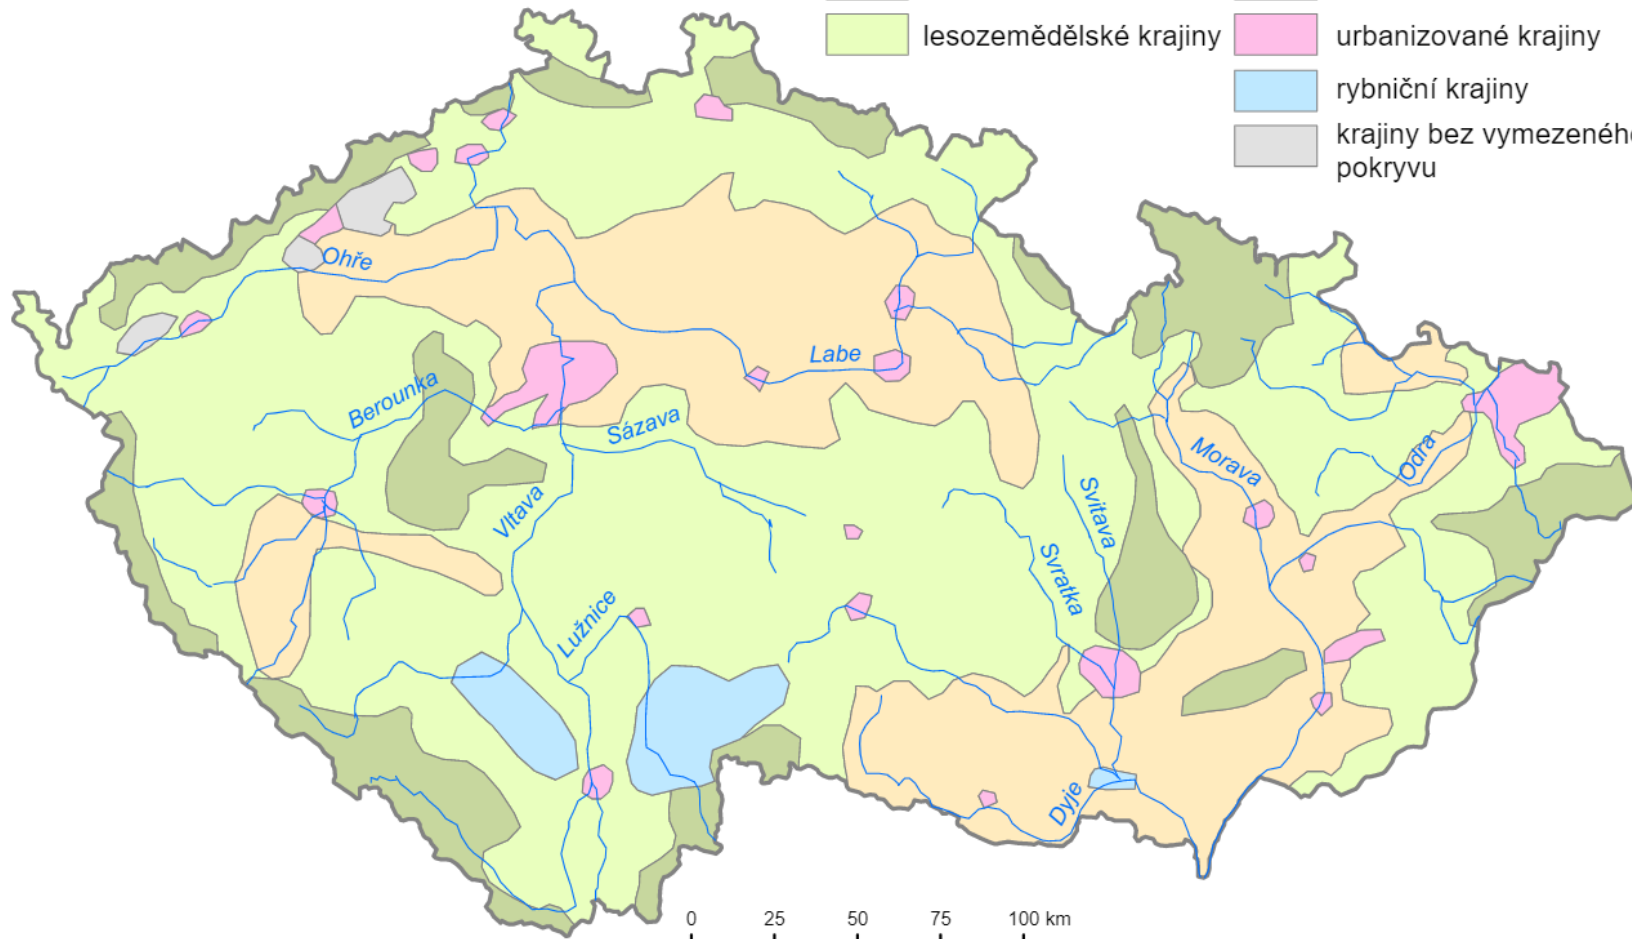 lesozemědělské krajiny
urbanizované krajiny
rybniční krajiny
krajiny bez vymezenéh
pokryvu
Ohře
Labe
Berounka
Sázava
Vltava
Lužnice
Morava
Odra
Svitava
Svratka
Dyje
0 25 50 75 100 km